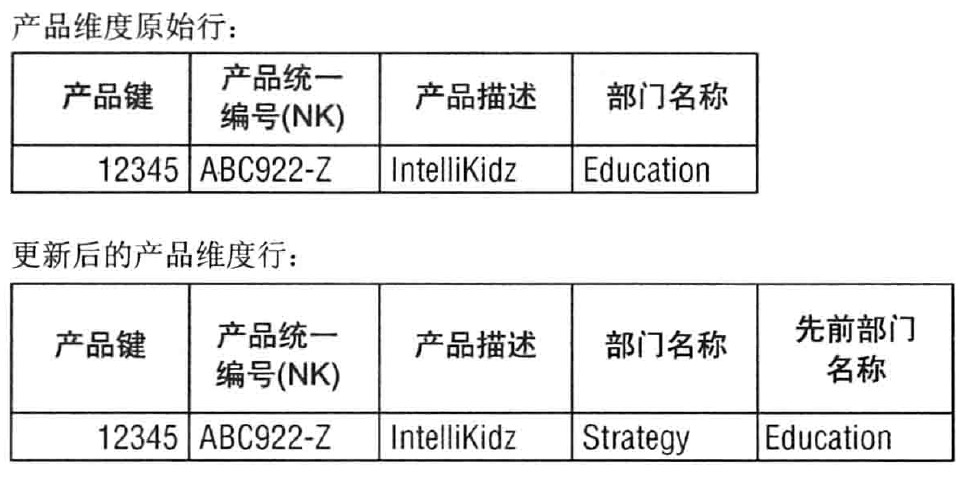 产品维度原始行：
产品键
产品统一
编号(NK)
产品描述
部门名称
12345
ABC922-Z
IntelliKidz
Education
更新后的产品维度行：
产品键
产品统一
编号(NK)
产品描述
部门名称
先前部门
名称
12345
ABC922-Z
IntelliKidz
Strategy
Education